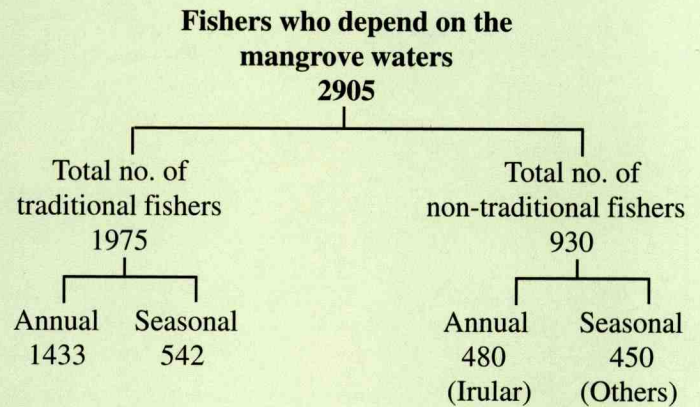 Fishers who depend on the
mangrove waters
2905
Total no. of
traditional fishers
1975
Annual Seasonal
1433 542
Total no. of
non-traditional fishers
930
Annual Seasonal
480 450
(Irular) (Others)